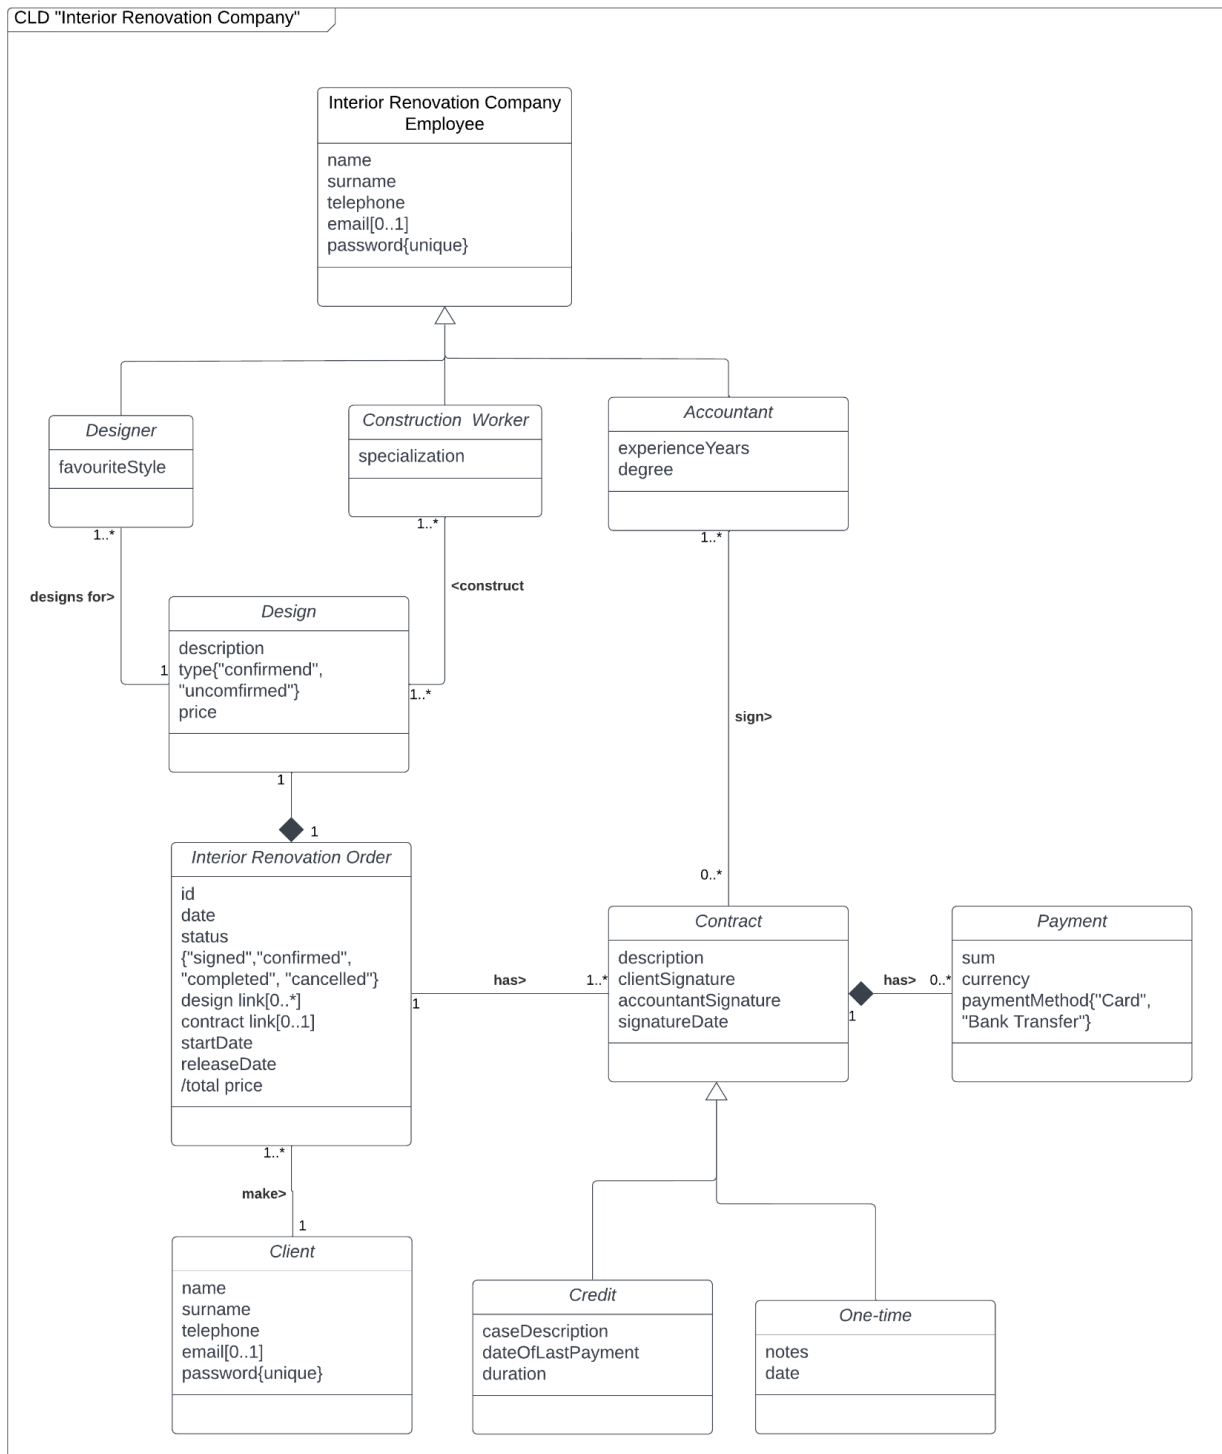 CLD "Interior Renovation Company"
Interior Renovation Company
Employee
name
surname
telephone
email[0..1]
password{unique}
Designer
favouriteStyle
Construction  Worker
specialization
Accountant
experienceYears
degree
1..*
1..*
1..*
designs for>
<construct
Design
description
type{"confirmend",
"uncomfirmed"}
price
1
1..*
sign>
1
1
Interior Renovation Order
id
date
status
{"signed","confirmed",
"completed", "cancelled"}
design link[0..*]
contract link[0..1]
startDate
releaseDate
/total price
has>
1..*
1
0..*
Contract
description
clientSignature
accountantSignature
signatureDate
has>
0..*
1
Payment
sum
currency
paymentMethod{"Card",
"Bank Transfer"}
1..*
make>
1
Client
name
surname
telephone
email[0..1]
password{unique}
Credit
caseDescription
dateOfLastPayment
duration
One-time
notes
date